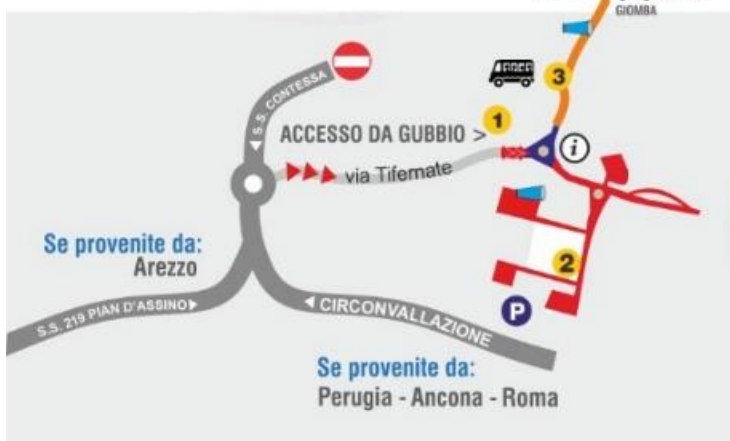 GIOMBA
S.S. CONTESSA
3
1
ACCESSO DA GUBBIO >
i
via Tifernate
Se provenite da:
Arezzo
2
S.S. 219 PIAN D'ASSINO
CIRCONVALLAZIONE
P
Se provenite da:
Perugia - Ancona - Roma